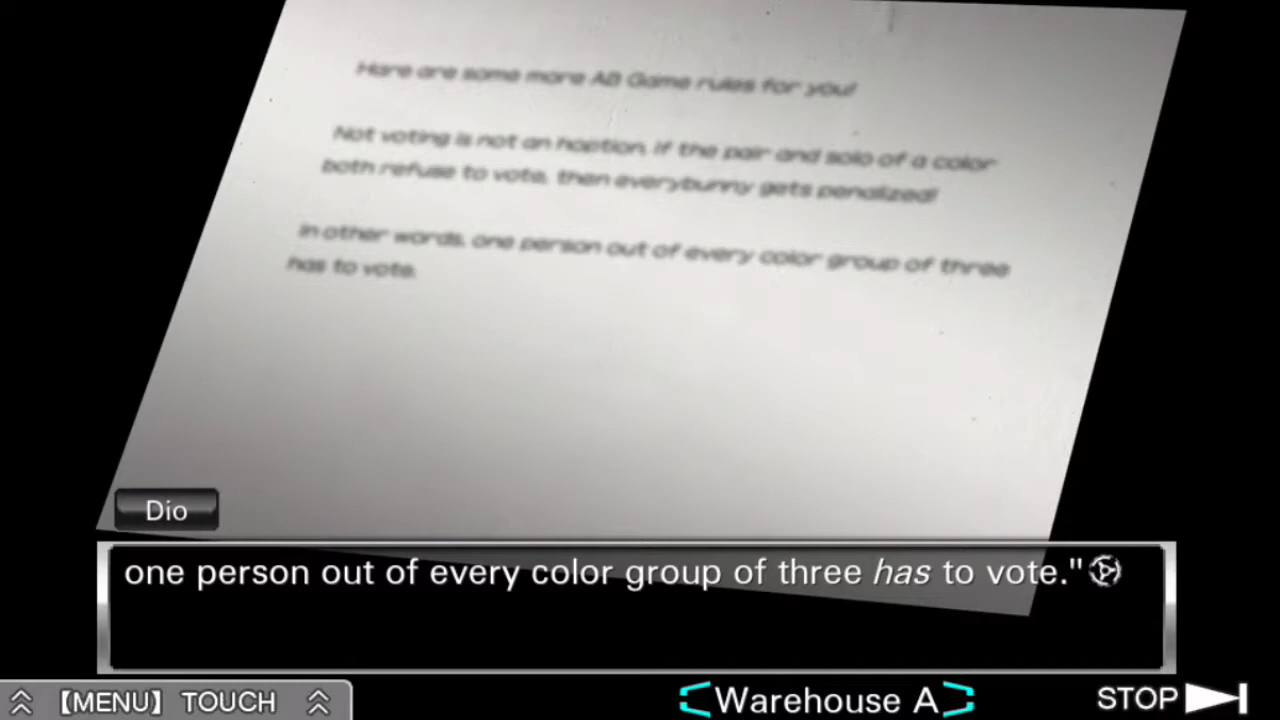 Hare are some more AB Game rules for you!
Not voting is not an hoption. If the pair and solo of a color
both refuse to vote, then everybunny gets penalized!
In other words, one person out of every color group of three
has to vote.
Dio
one person out of every color group of three has to vote."
【MENU】 TOUCH
Warehouse A
STOP